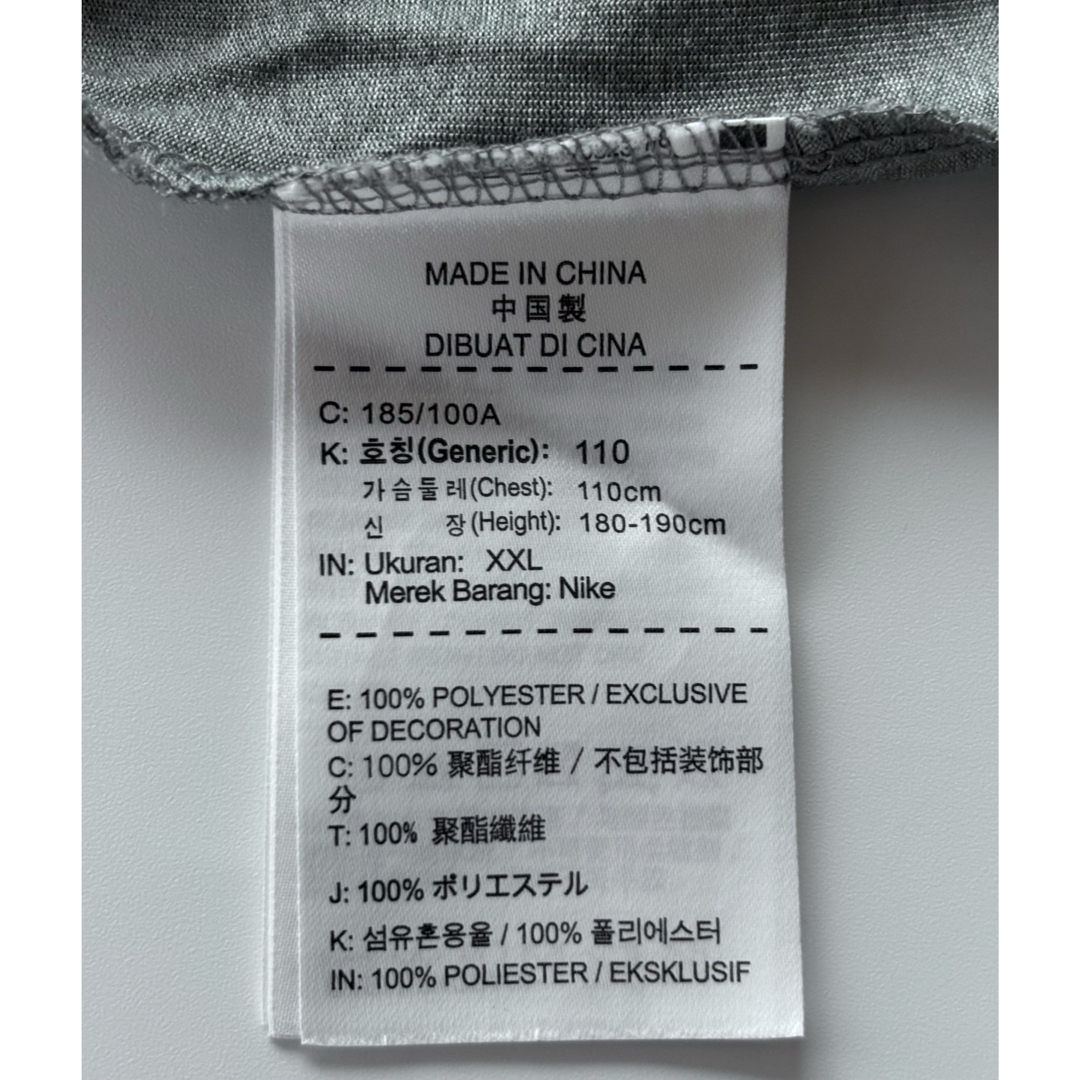 MADE IN CHINA
中国製
DIBUAT DI CINA
C: 185/100A
K: 호칭(Generic): 110
가슴둘레(Chest): 110cm
신 장(Height): 180-190cm
IN: Ukuran: XXL
Merek Barang: Nike
E: 100% POLYESTER / EXCLUSIVE
OF DECORATION
C: 100% 聚酯纤维 / 不包括装饰部
分
T: 100% 聚酯纖維
J: 100% ポリエステル
K: 섬유혼용율 / 100% 폴리에스터
IN: 100% POLIESTER / EKSKLUSIF